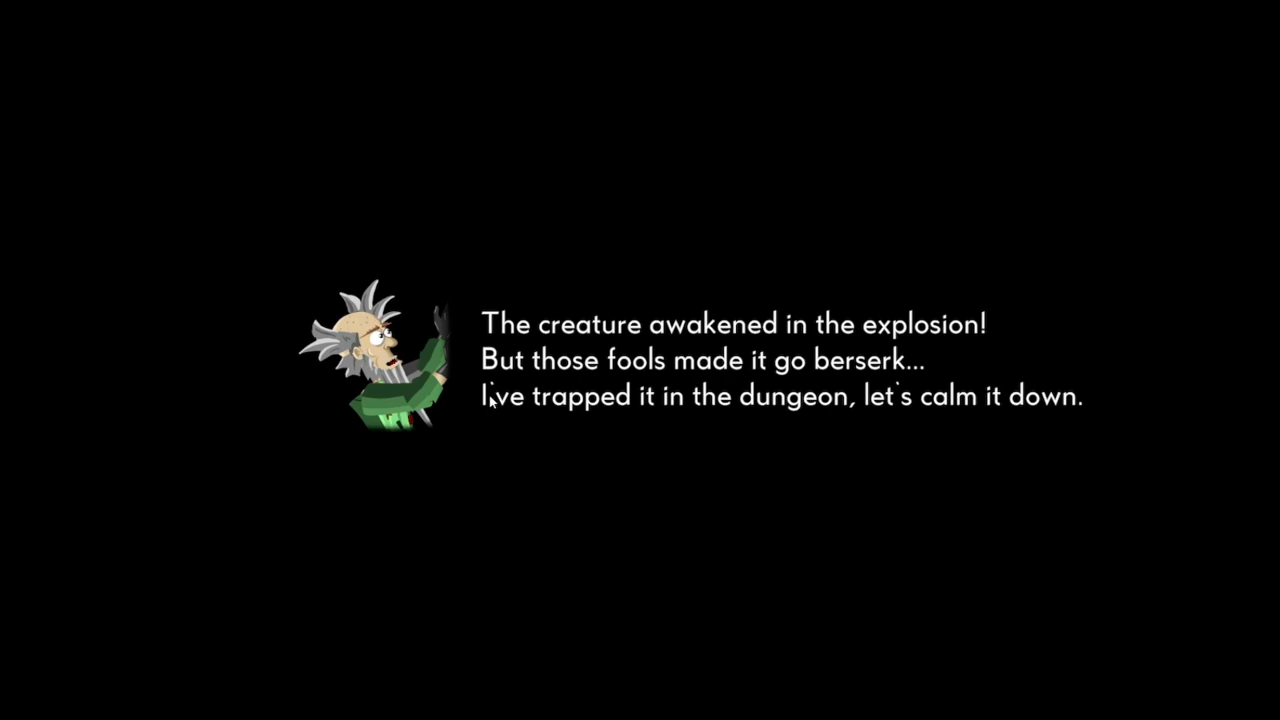 The creature awakened in the explosion!
But those fools made it go berserk...
I`ve trapped it in the dungeon, let`s calm it down.